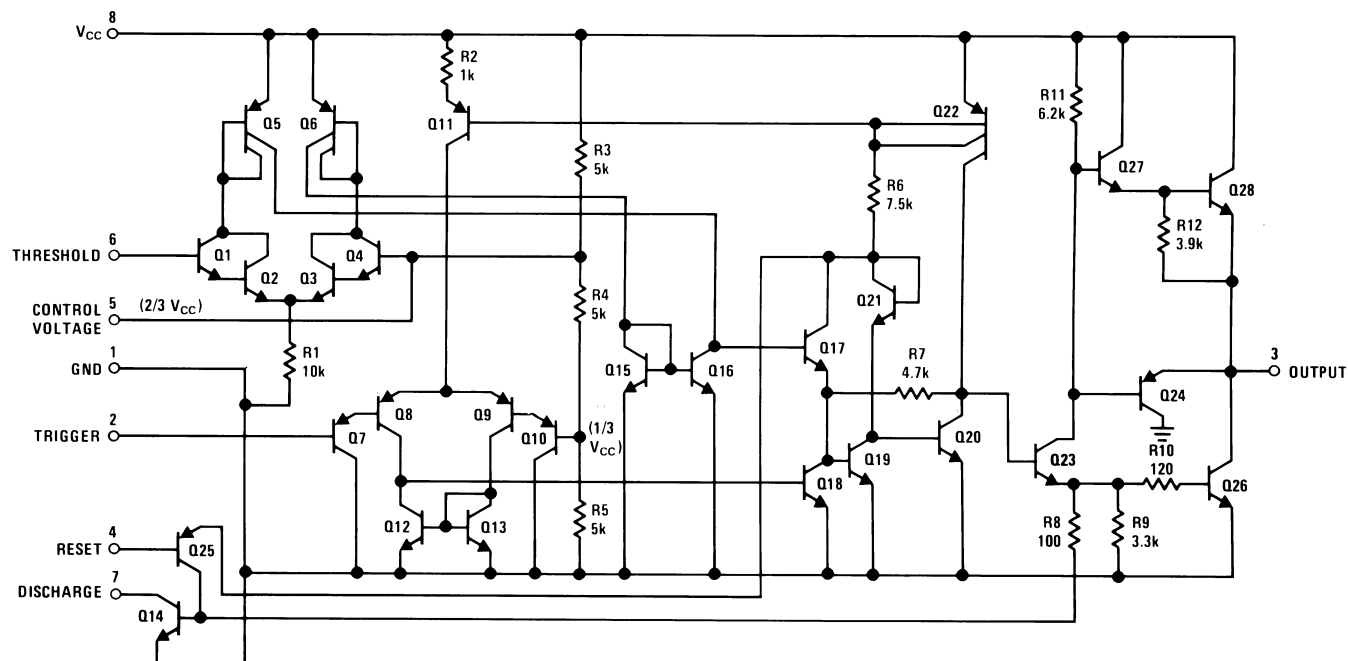 8
VCC
R2
1k
Q5
Q6
Q11
R3
5k
Q22
R11
6.2k
Q27
Q28
R6
7.5k
R12
3.9k
6
THRESHOLD
Q1
Q2
Q3
Q4
5
CONTROL
VOLTAGE
(2/3 VCC)
R4
5k
Q21
1
GND
R1
10k
Q15
Q16
Q17
R7
4.7k
3
OUTPUT
Q24
2
TRIGGER
Q7
Q8
Q9
Q10
(1/3
VCC)
Q18
Q19
Q20
Q23
R10
120
Q26
Q12
Q13
R5
5k
R8
100
R9
3.3k
4
RESET
Q25
7
DISCHARGE
Q14